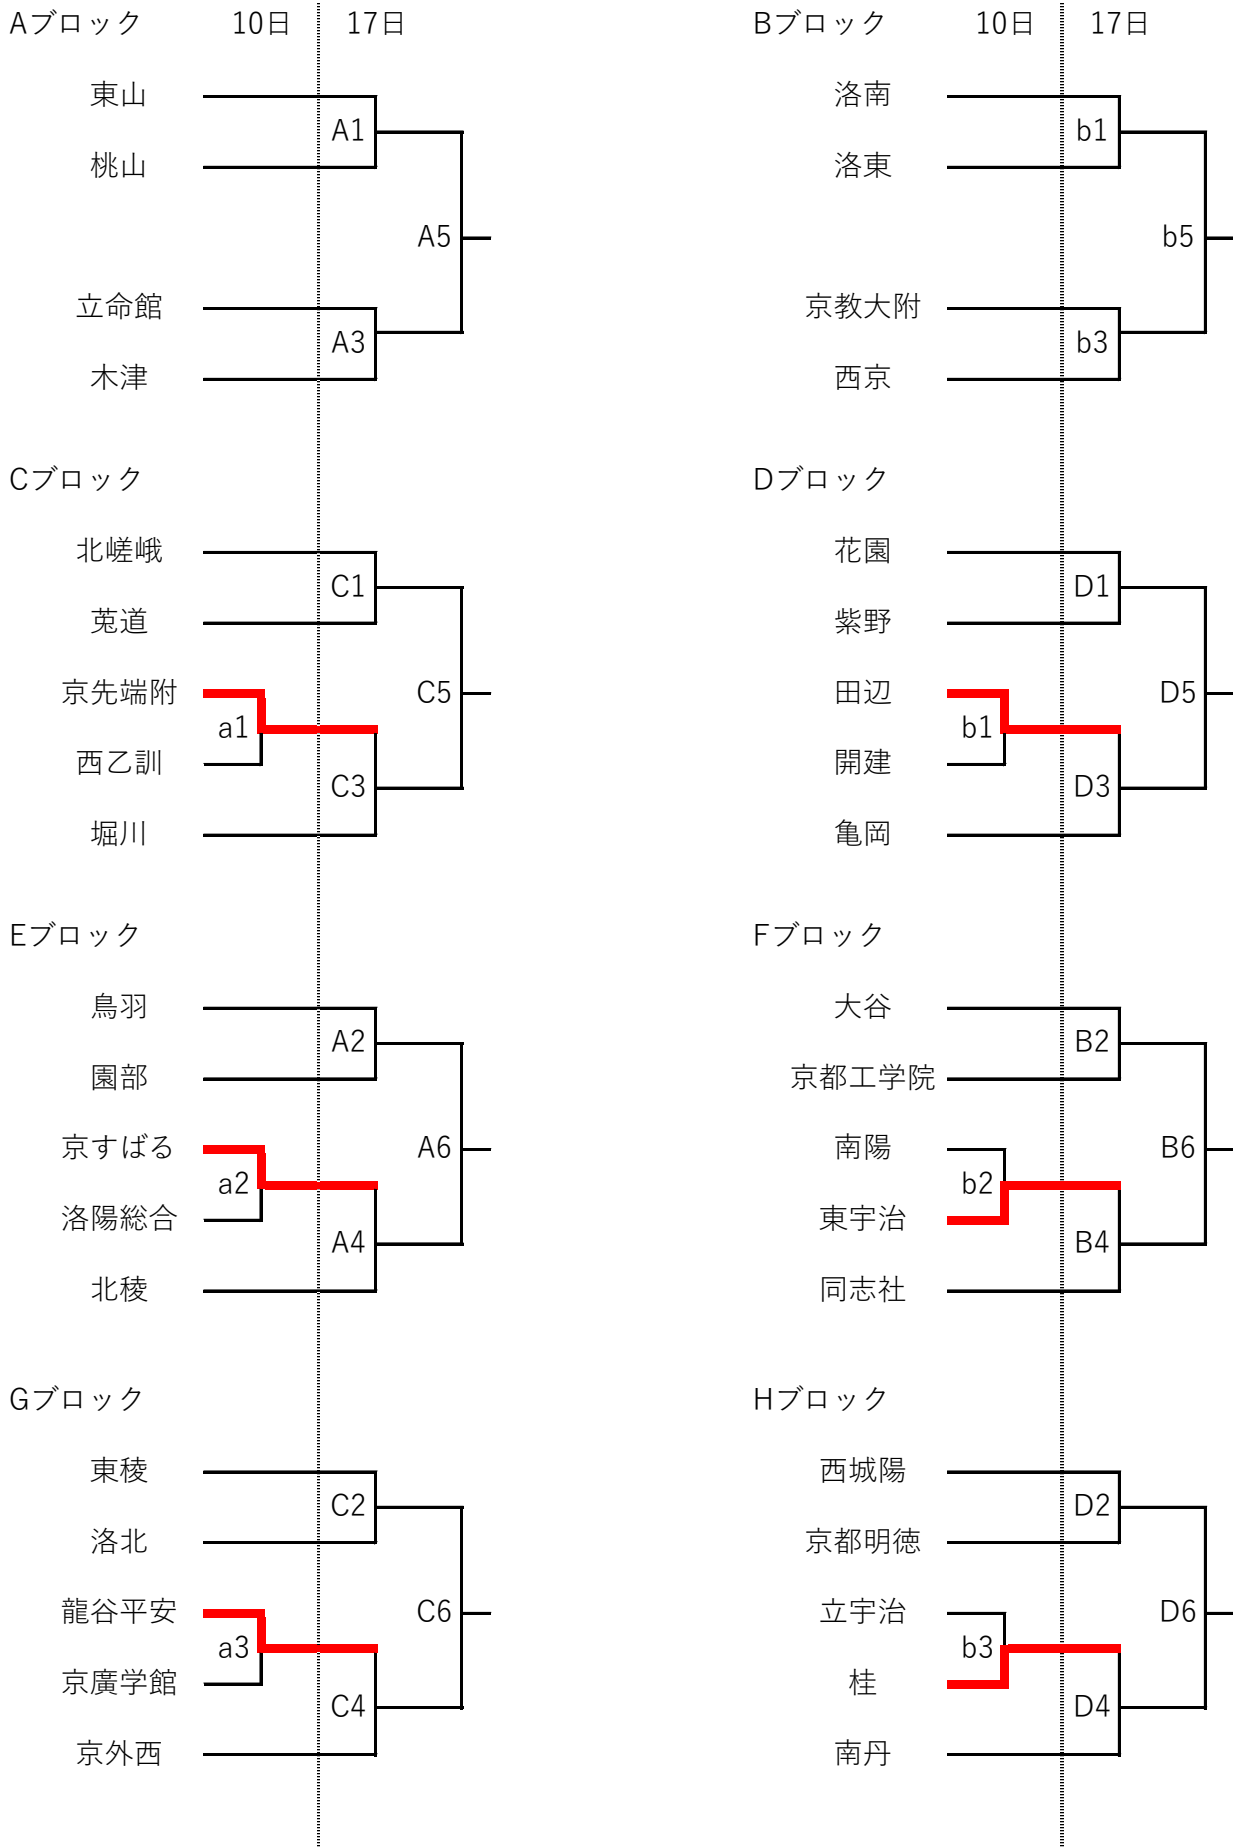 Aブロック 10日 17日
東山
A1
桃山
A5
立命館
A3
木津
Bブロック 10日 17日
洛南
b1
洛東
b5
京教大附
b3
西京
Cブロック
北嵯峨
C1
莵道
京先端附
C5
a1
西乙訓
C3
堀川
Dブロック
花園
D1
紫野
田辺
D5
b1
開建
D3
亀岡
Eブロック
鳥羽
A2
園部
京すばる
A6
a2
洛陽総合
A4
北稜
Fブロック
大谷
B2
京都工学院
南陽
B6
b2
東宇治
B4
同志社
Gブロック
東稜
C2
洛北
龍谷平安
C6
a3
京廣学館
C4
京外西
Hブロック
西城陽
D2
京都明徳
立宇治
D6
b3
桂
D4
南丹